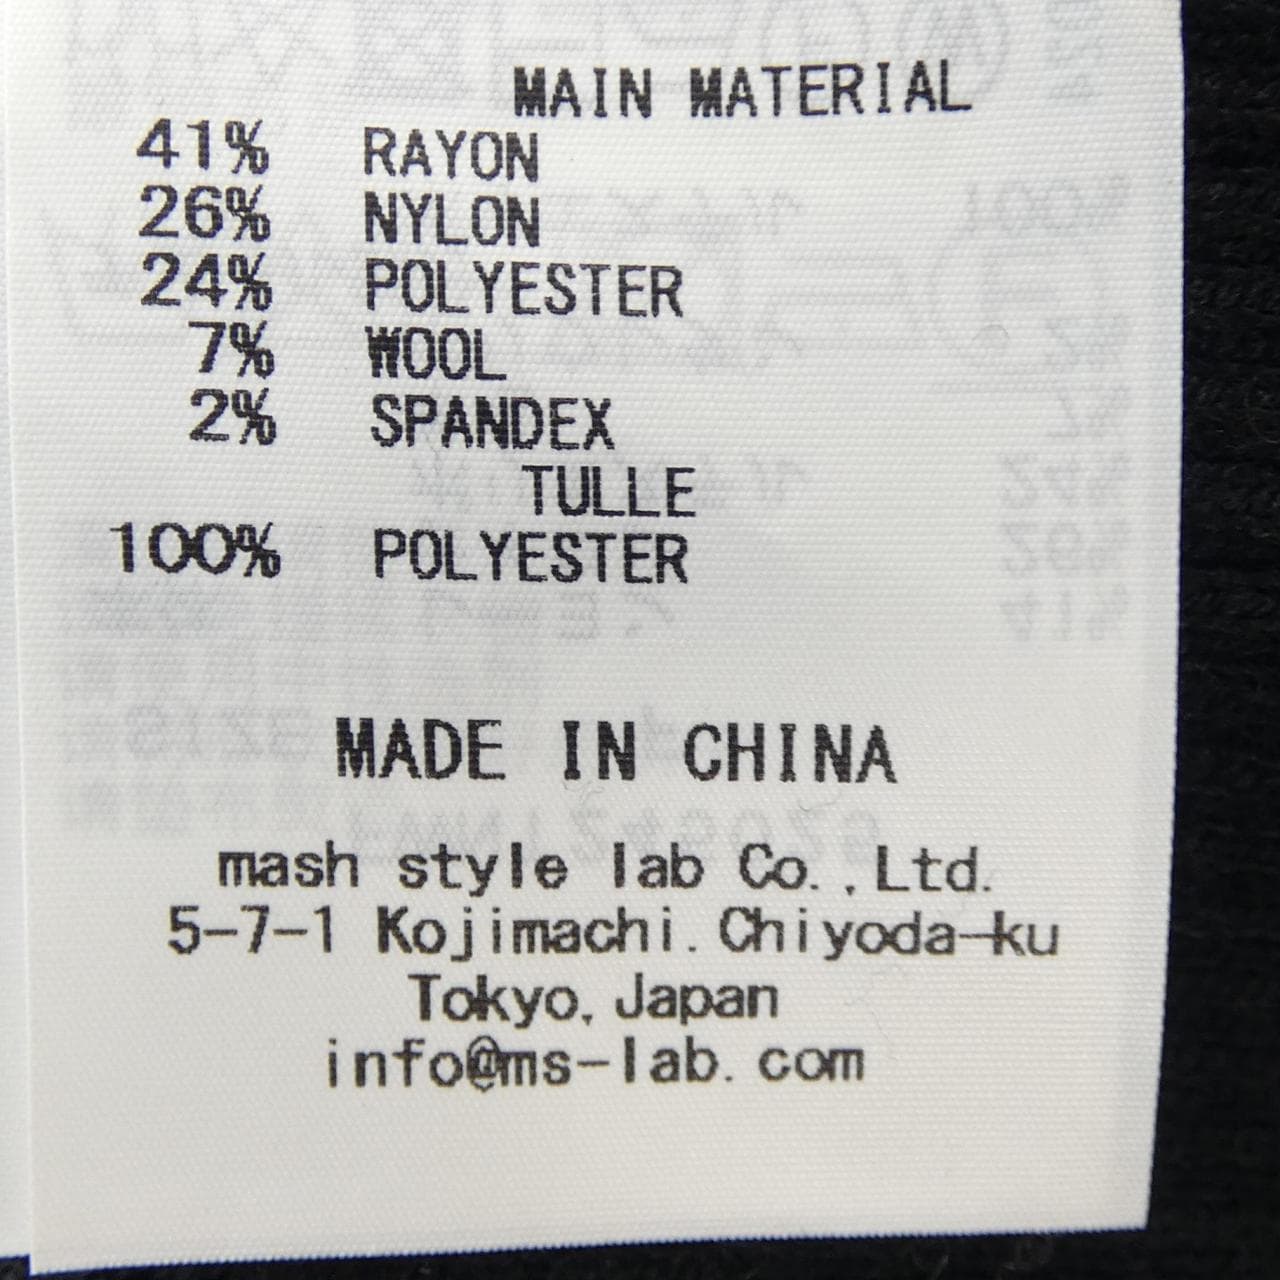 MAIN MATERIAL
41% RAYON
26% NYLON
24% POLYESTER
7% WOOL
2% SPANDEX
TULLE
100% POLYESTER
MADE IN CHINA
mash style lab Co.,Ltd.
5-7-1 Kojimachi.Chiyoda-ku
Tokyo,Japan
info@ms-lab.com